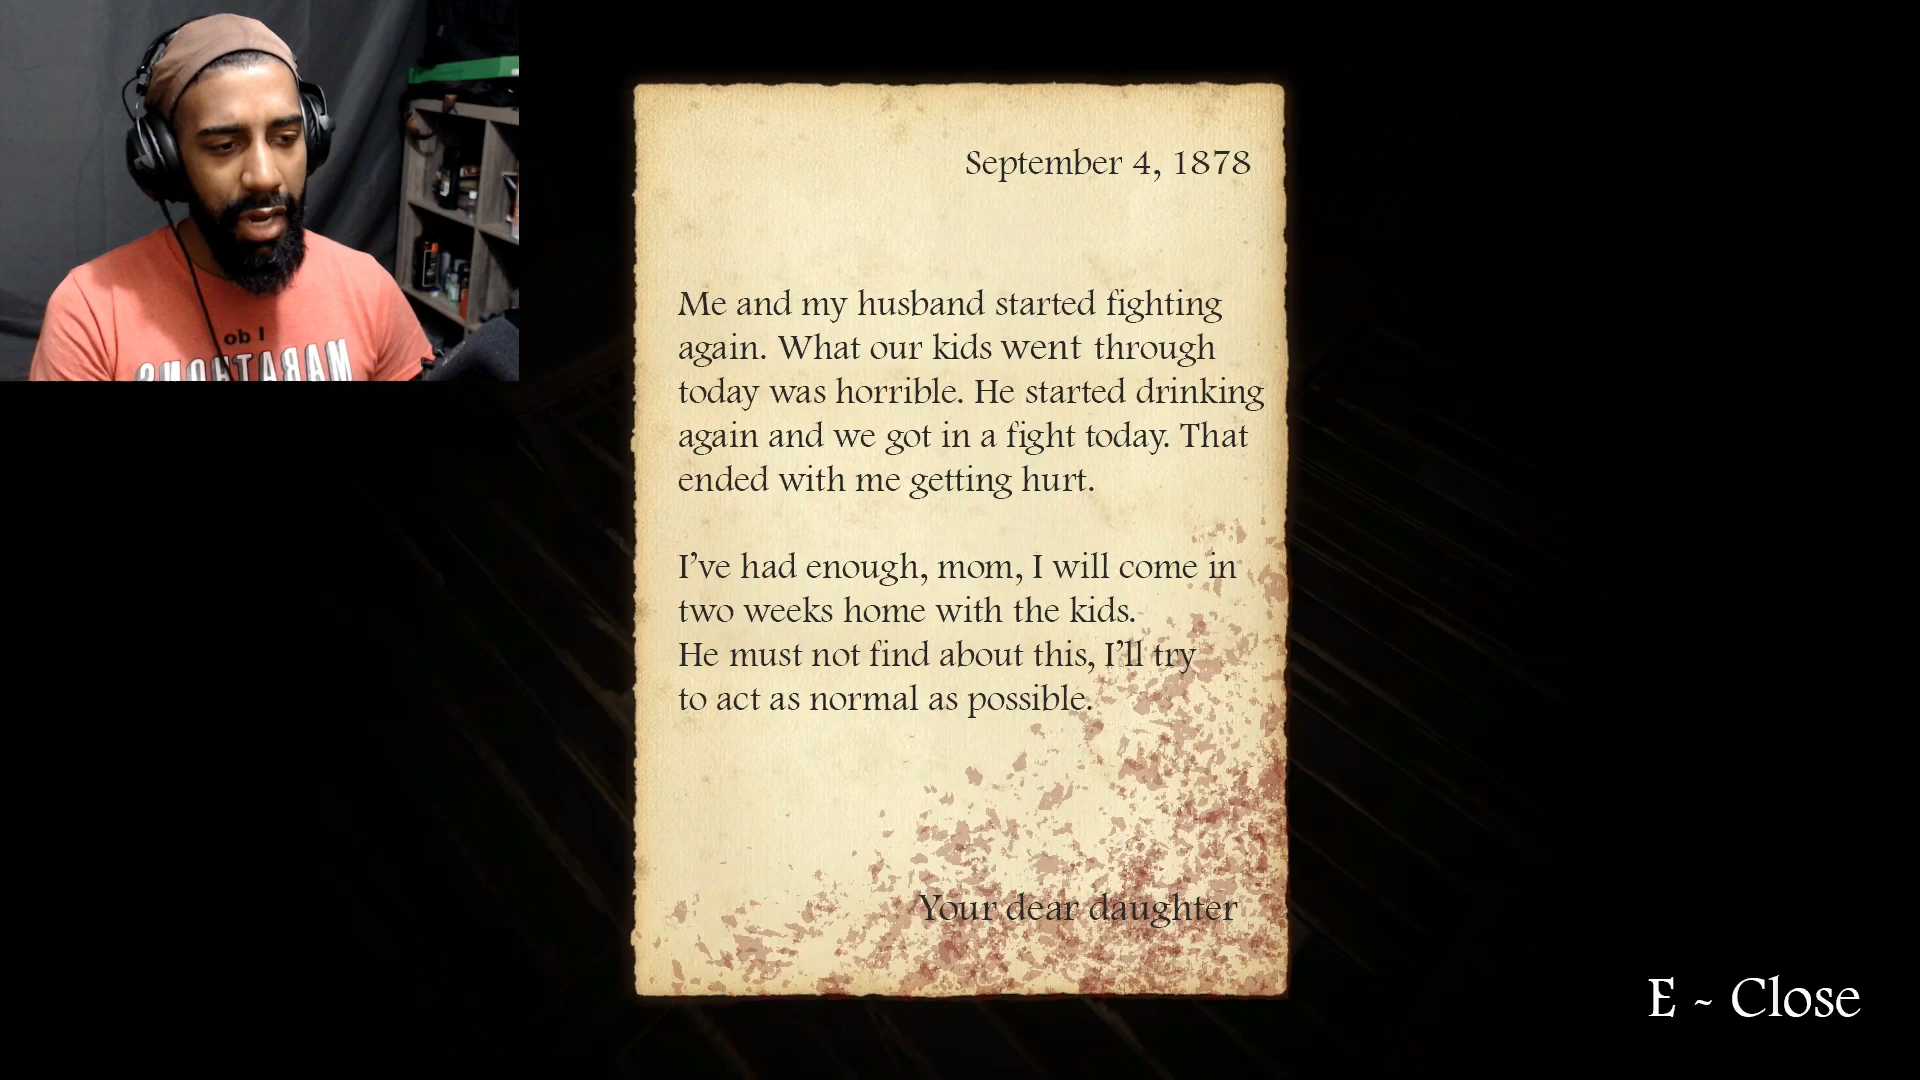 I do
MARATHONS
September 4, 1878
Me and my husband started fighting
again. What our kids went through
today was horrible. He started drinking
again and we got in a fight today. That
ended with me getting hurt.
I've had enough, mom, I will come in
two weeks home with the kids.
He must not find about this, I'll try
to act as normal as possible.
Your dear daughter
E ~ Close